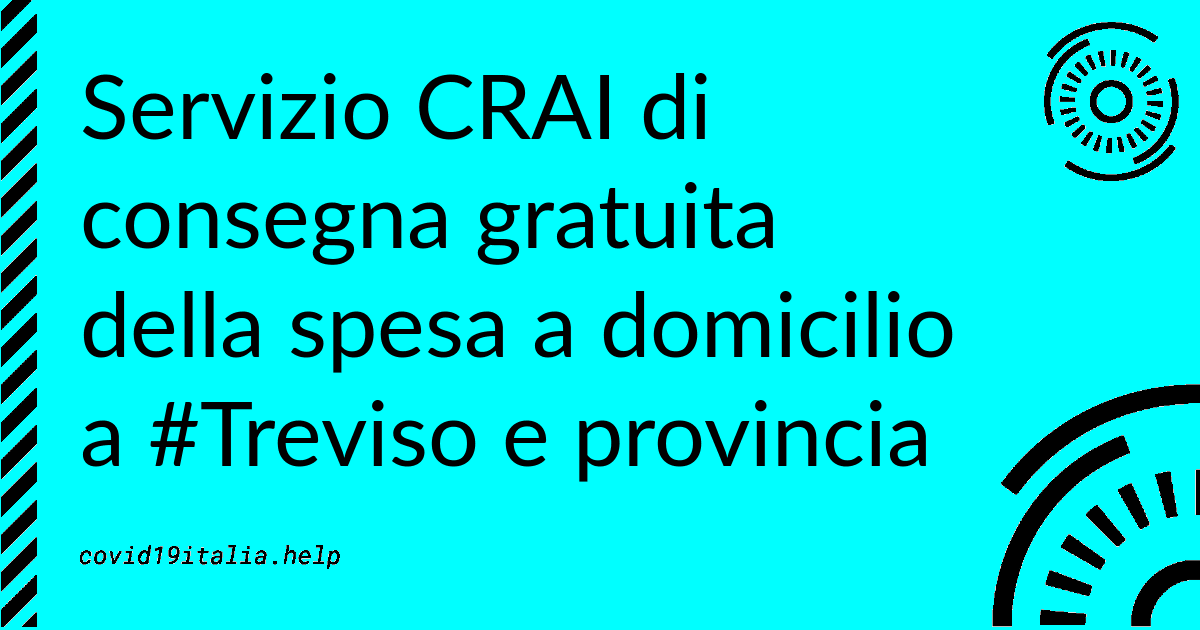 Servizio CRAI di
consegna gratuita
della spesa a domicilio
a #Treviso e provincia
covid19italia.help